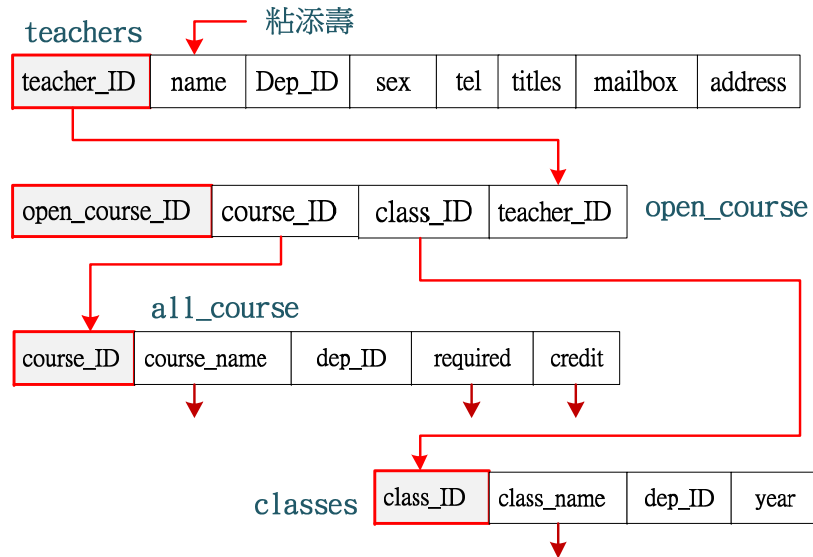 粘添壽
teachers
teacher_ID name Dep_ID sex tel titles mailbox address
open_course_ID course_ID class_ID teacher_ID
open_course
all_course
course_ID course_name dep_ID required credit
classes
class_ID class_name dep_ID year